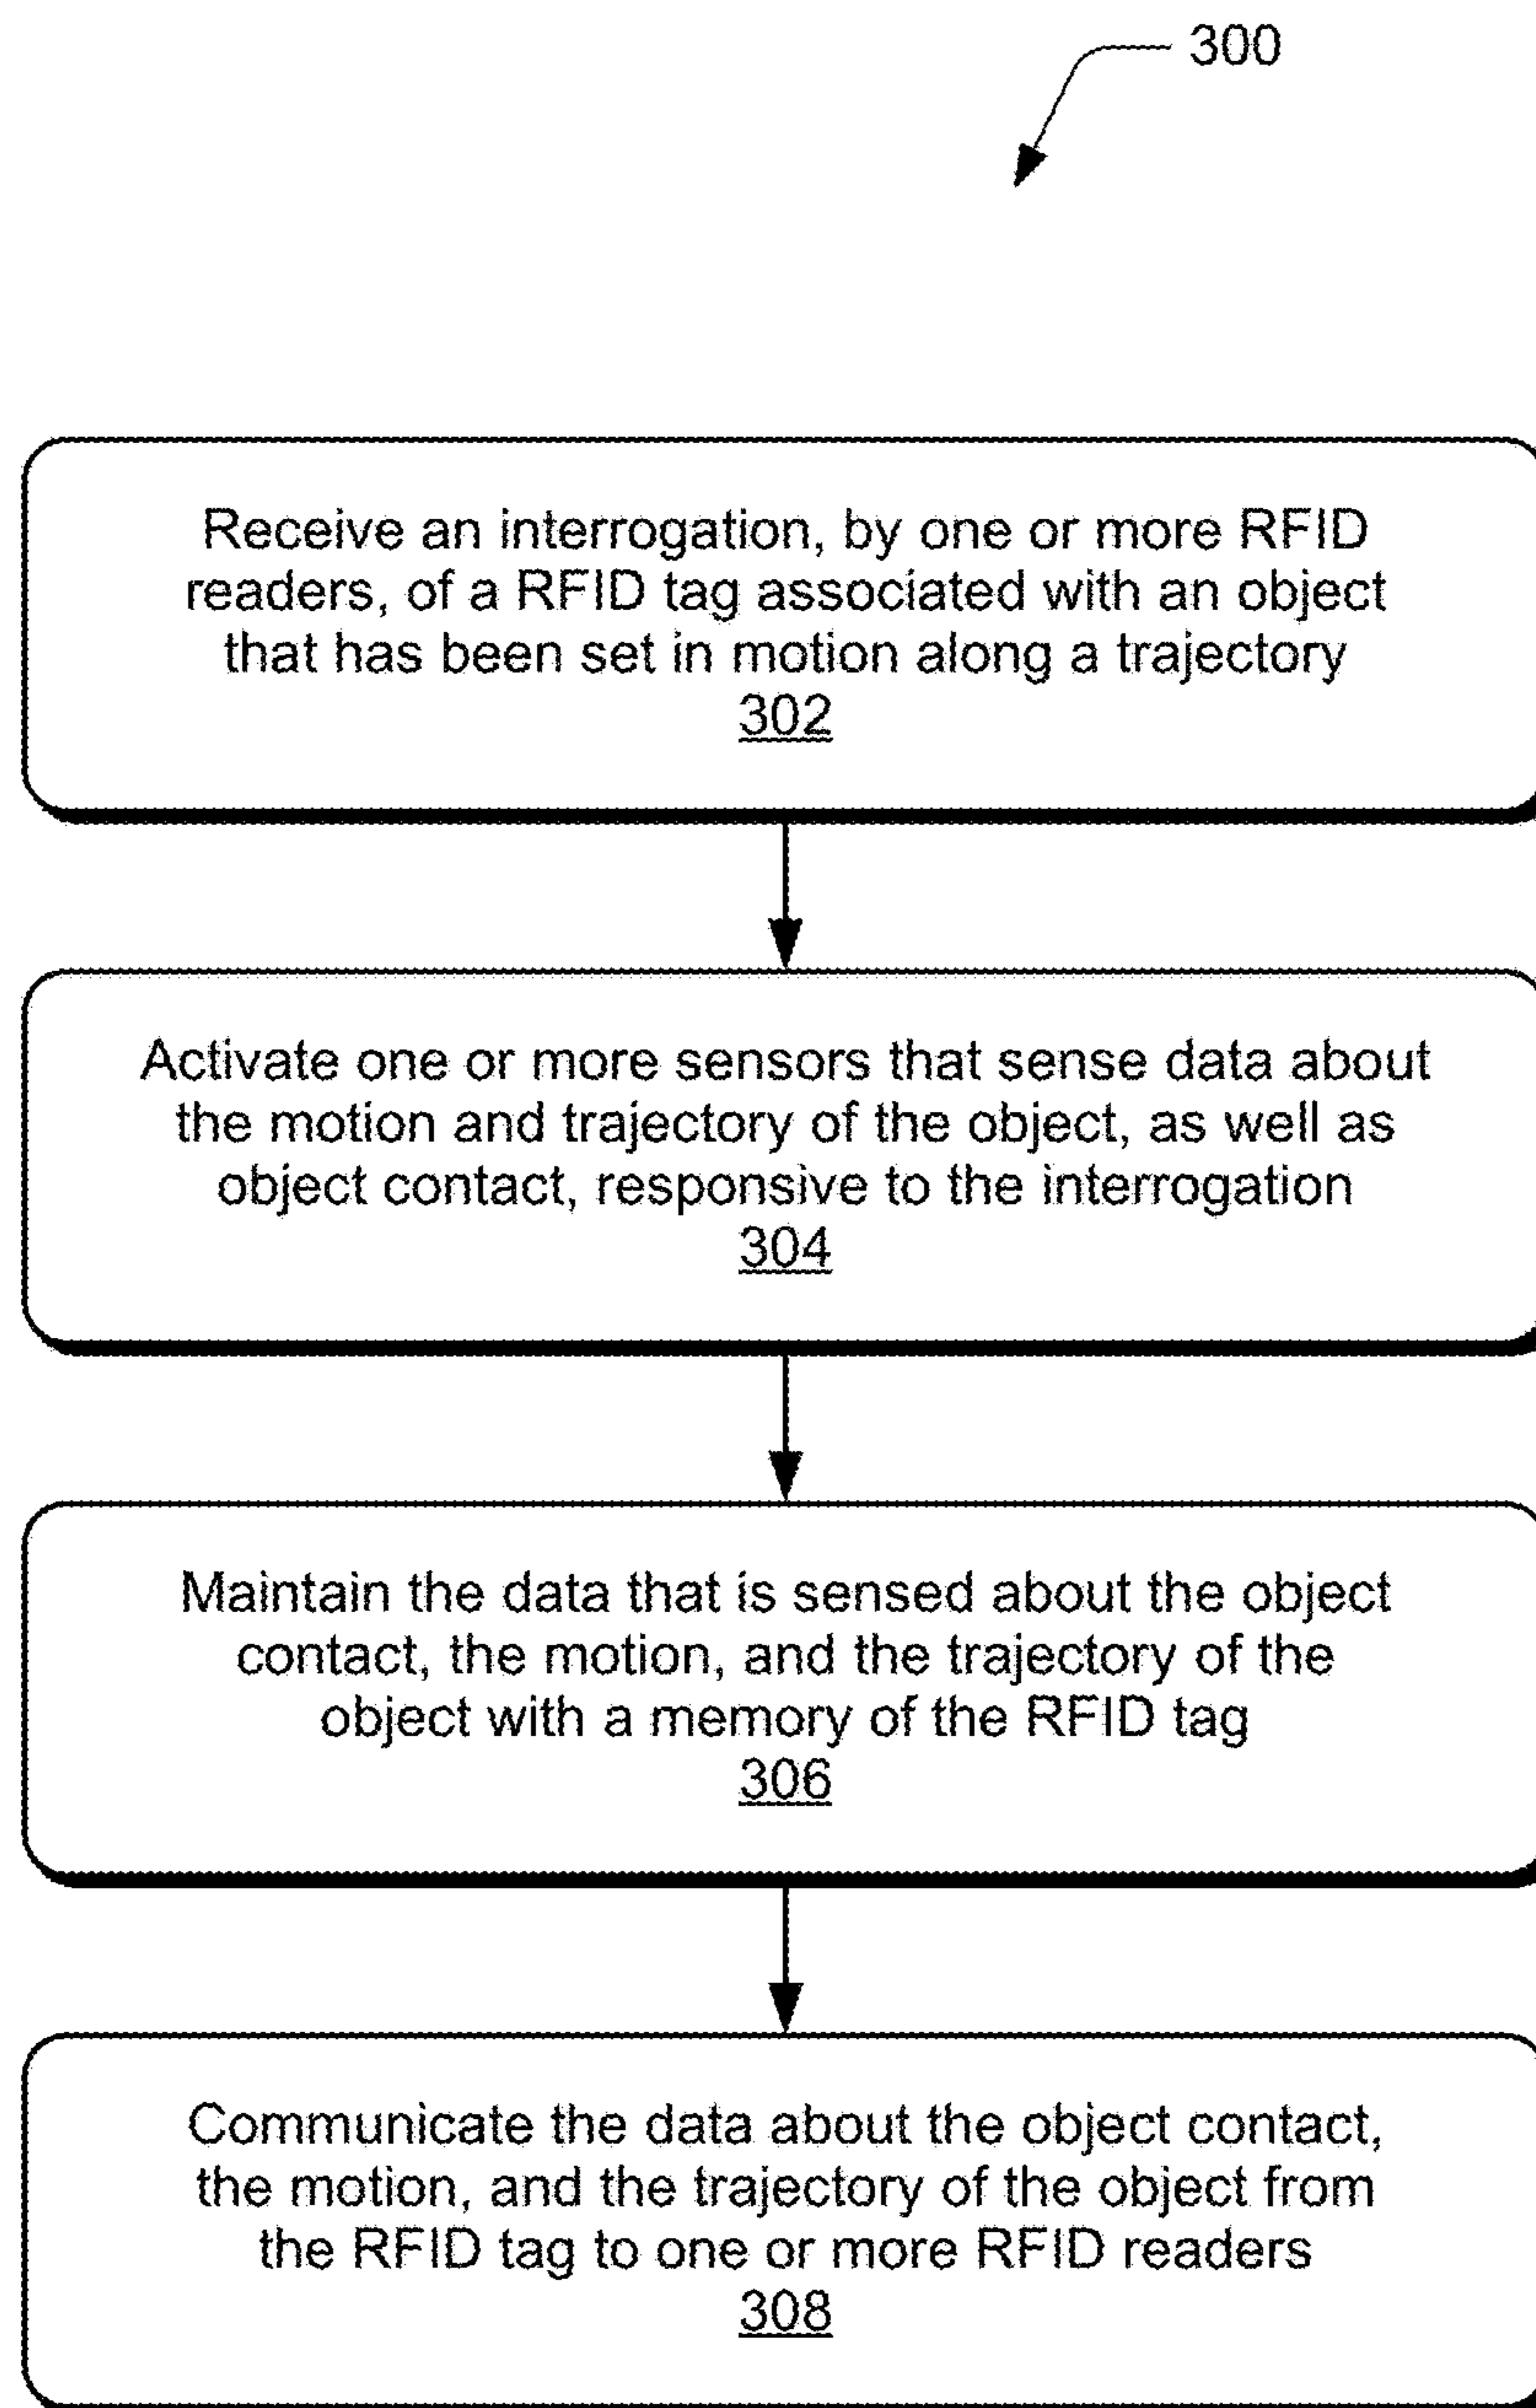 300
Receive an interrogation, by one or more RFID
readers, of a RFID tag associated with an object
that has been set in motion along a trajectory
302
Activate one or more sensors that sense data about
the motion and trajectory of the object, as well as
object contact, responsive to the interrogation
304
Maintain the data that is sensed about the object
contact, the motion, and the trajectory of the
object with a memory of the RFID tag
306
Communicate the data about the object contact,
the motion, and the trajectory of the object from
the RFID tag to one or more RFID readers
308